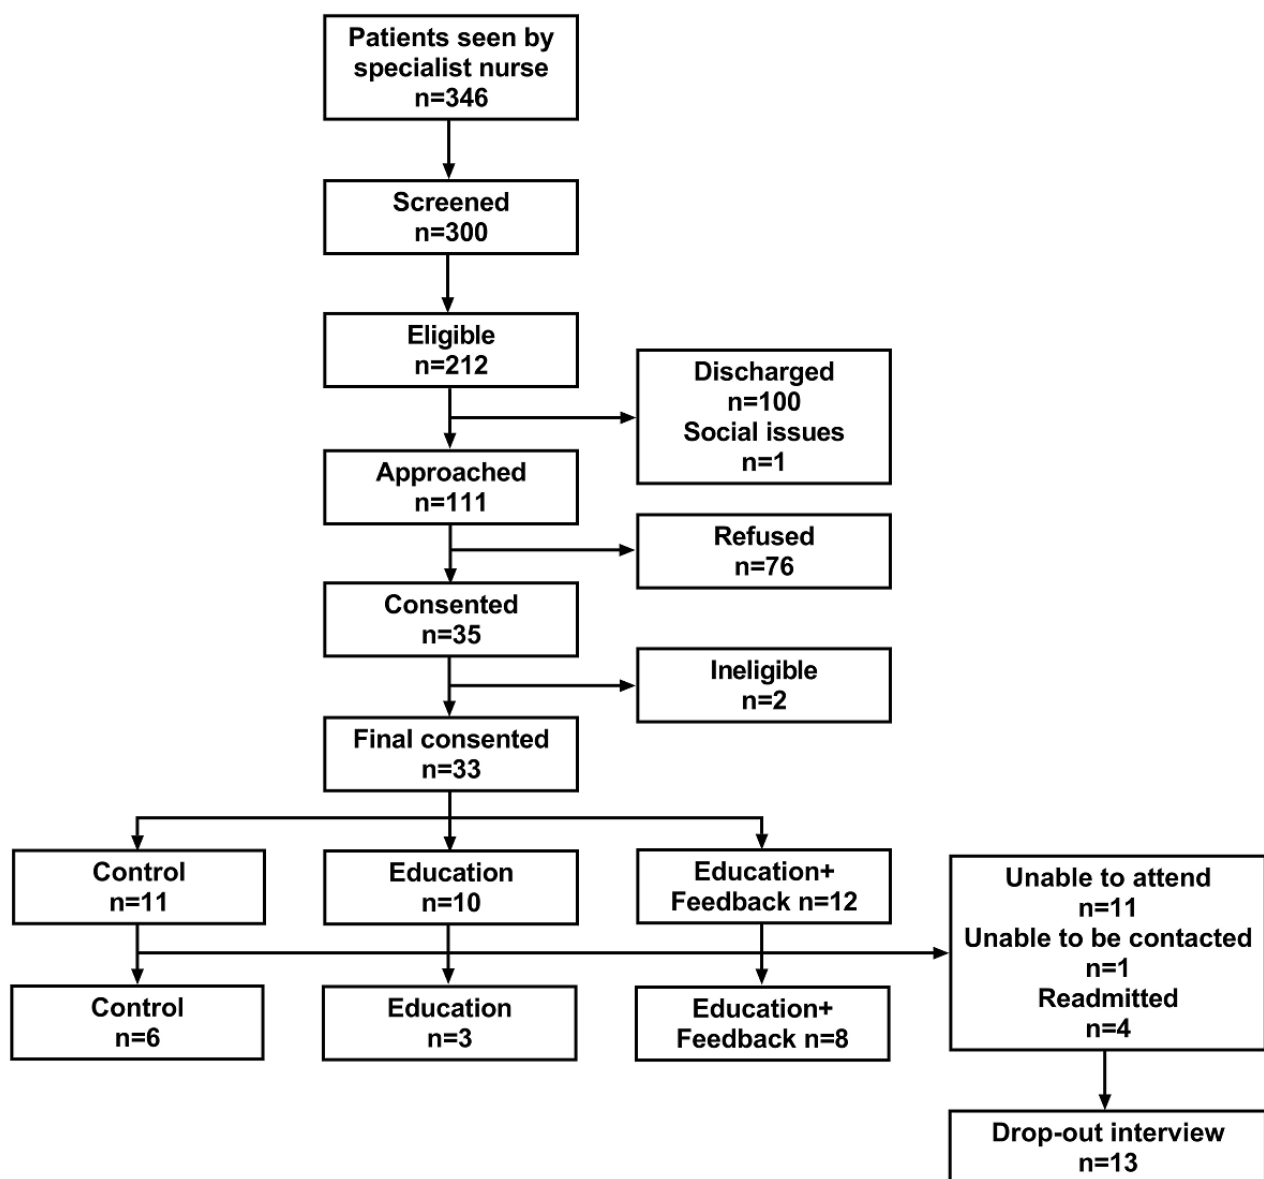 Patients seen by
specialist nurse
n=346
Screened
n=300
Eligible
n=212
Discharged
n=100
Social issues
n=1
Approached
n=111
Refused
n=76
Consented
n=35
Ineligible
n=2
Final consented
n=33
Control
n=11
Education
n=10
Education+
Feedback n=12
Unable to attend
n=11
Unable to be contacted
n=1
Readmitted
n=4
Control
n=6
Education
n=3
Education+
Feedback n=8
Drop-out interview
n=13